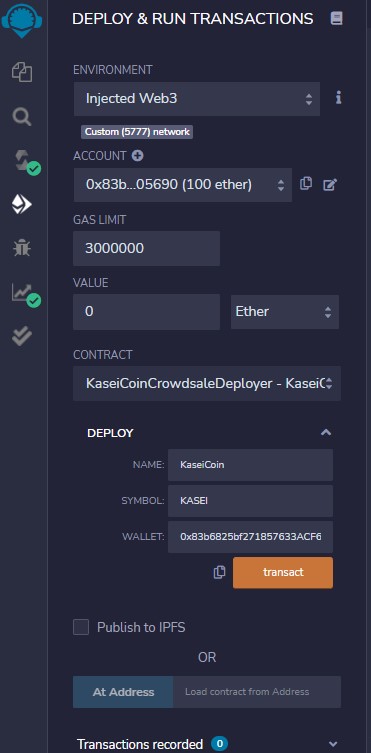 DEPLOY & RUN TRANSACTIONS
ENVIRONMENT
Injected Web3
Custom (5777) network
ACCOUNT
0x83b...05690 (100 ether)
GAS LIMIT
3000000
VALUE
0 Ether
CONTRACT
KaseiCoinCrowdsaleDeployer - KaseiC
DEPLOY
NAME: KaseiCoin
SYMBOL: KASEI
WALLET: 0x83b6825bf271857633ACF6
transact
Publish to IPFS
OR
At Address Load contract from Address
Transactions recorded 0